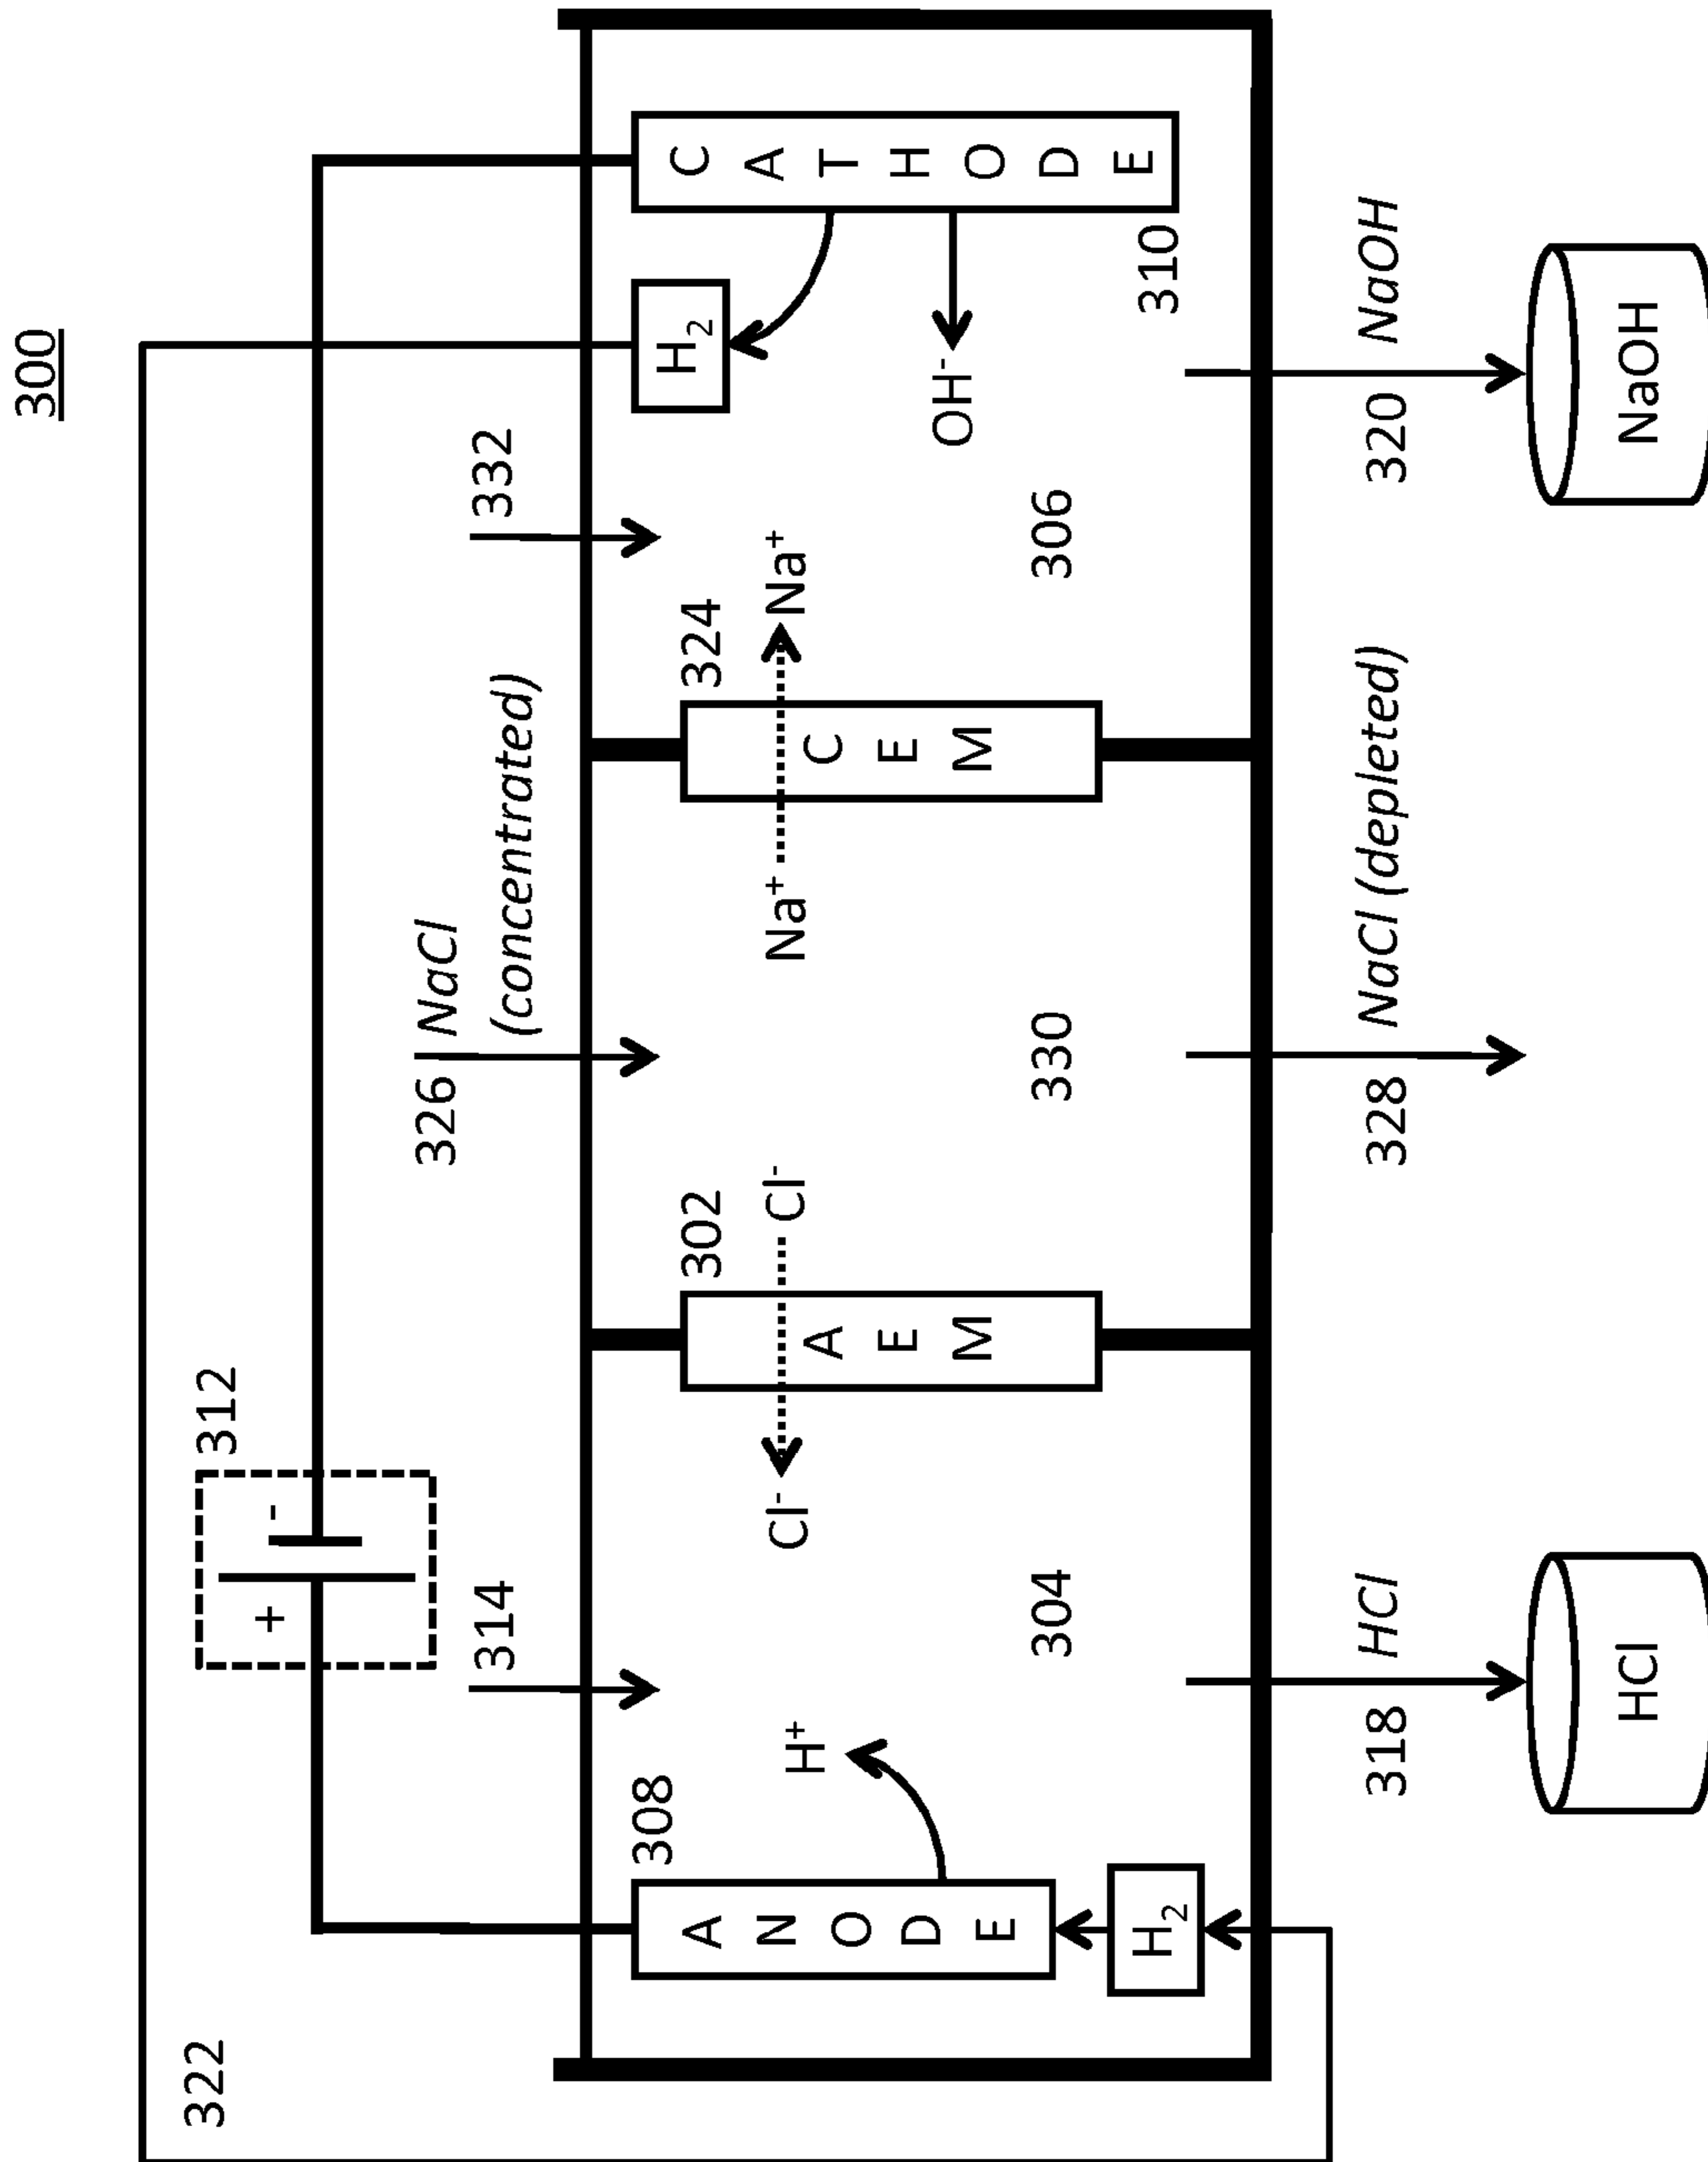 300
322
312
+ -
326 NaCl
(concentrated)
314
332
308
302
324
H2
ANODE
H+
Cl-
Cl-
AEM
Na+
Na+
CEM
CATHODE
OH-
304
330
306
310
H2
318
HCl
328
NaCl (depleted)
320
NaOH
HCl
NaOH